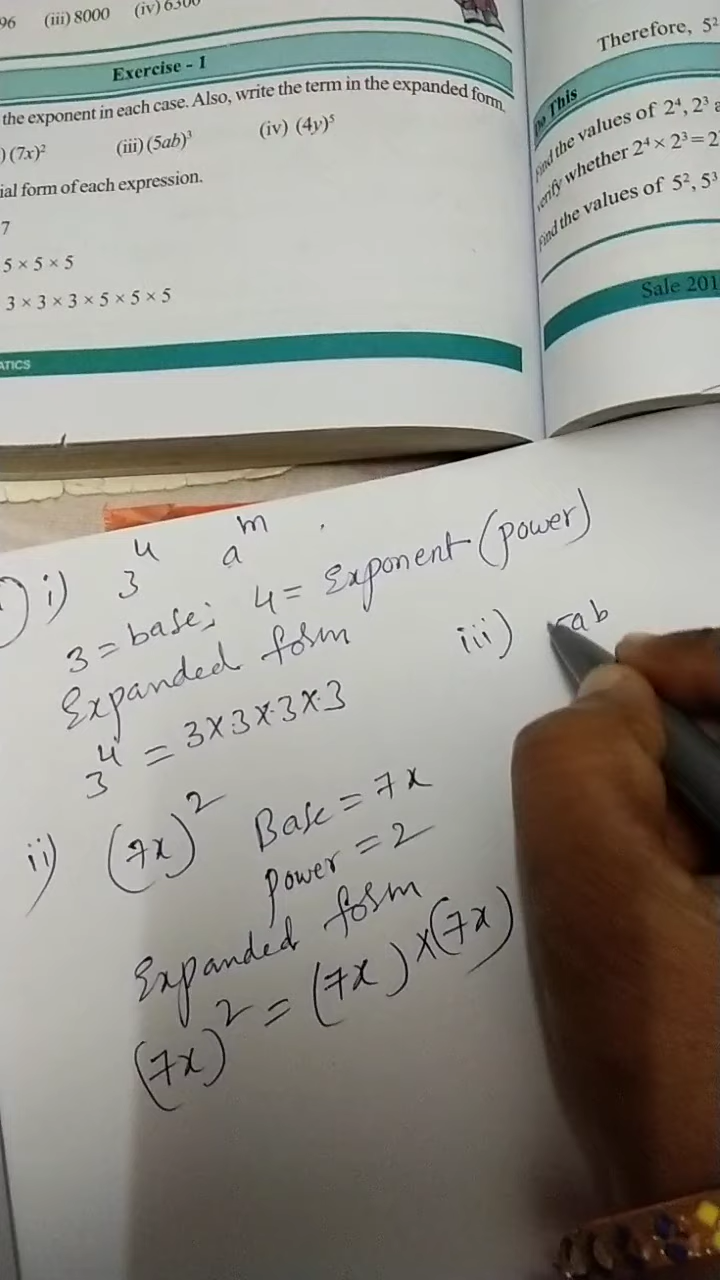 96 (iii) 8000 (iv) 6300
Exercise - 1
the exponent in each case. Also, write the term in the expanded form.
) (7x)² (iii) (5ab)³ (iv) (4y)⁵
ial form of each expression.
7
5 × 5 × 5
3 × 3 × 3 × 5 × 5 × 5
ATICS
Therefore, 5²
Do This
Find the values of 2⁴, 2³ a
verify whether 2⁴ × 2³ = 2
Find the values of 5², 5³
Sale 201
i) 3⁴ aᵐ
3 = base; 4 = Exponent (power)
Expanded form
3⁴ = 3×3×3×3
ii) (7x)² Base = 7x
power = 2
Expanded form
(7x)² = (7x)×(7x)
iii) 5ab